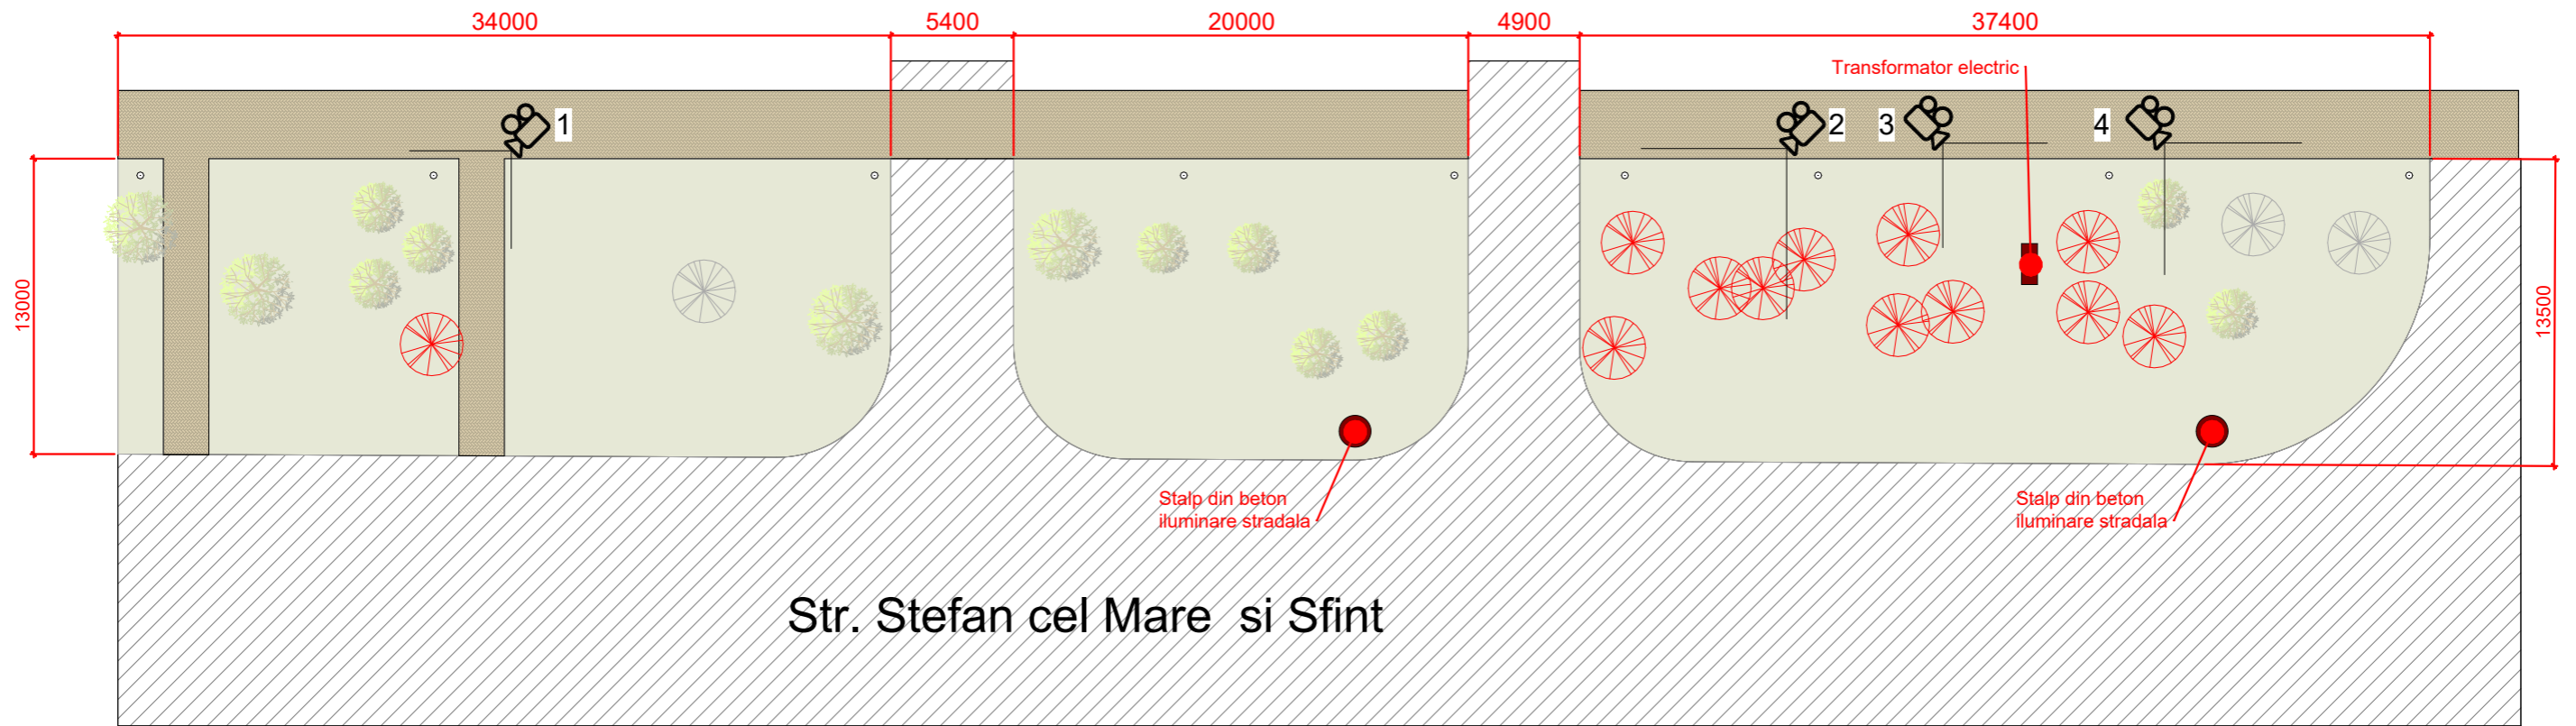 34000
5400
20000
4900
37400
Transformator electric
1
2
3
4
13000
13500
Stalp din beton
iluminare stradala
Stalp din beton
iluminare stradala
Str. Stefan cel Mare  si Sfint